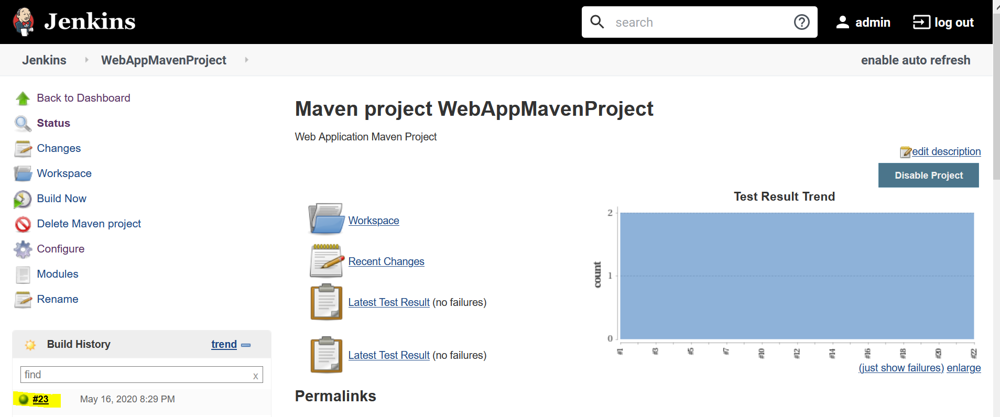 Jenkins
search
admin
log out
Jenkins
WebAppMavenProject
enable auto refresh
Back to Dashboard
Status
Changes
Workspace
Build Now
Delete Maven project
Configure
Modules
Rename
Build History
trend
find
x
#23
May 16, 2020 8:29 PM
Maven project WebAppMavenProject
Web Application Maven Project
edit description
Disable Project
Workspace
Recent Changes
Latest Test Result (no failures)
Latest Test Result (no failures)
Permalinks
Test Result Trend
count
2
1
0
#1
#3
#5
#7
#10
#12
#14
#16
#18
#20
#22
(just show failures) enlarge